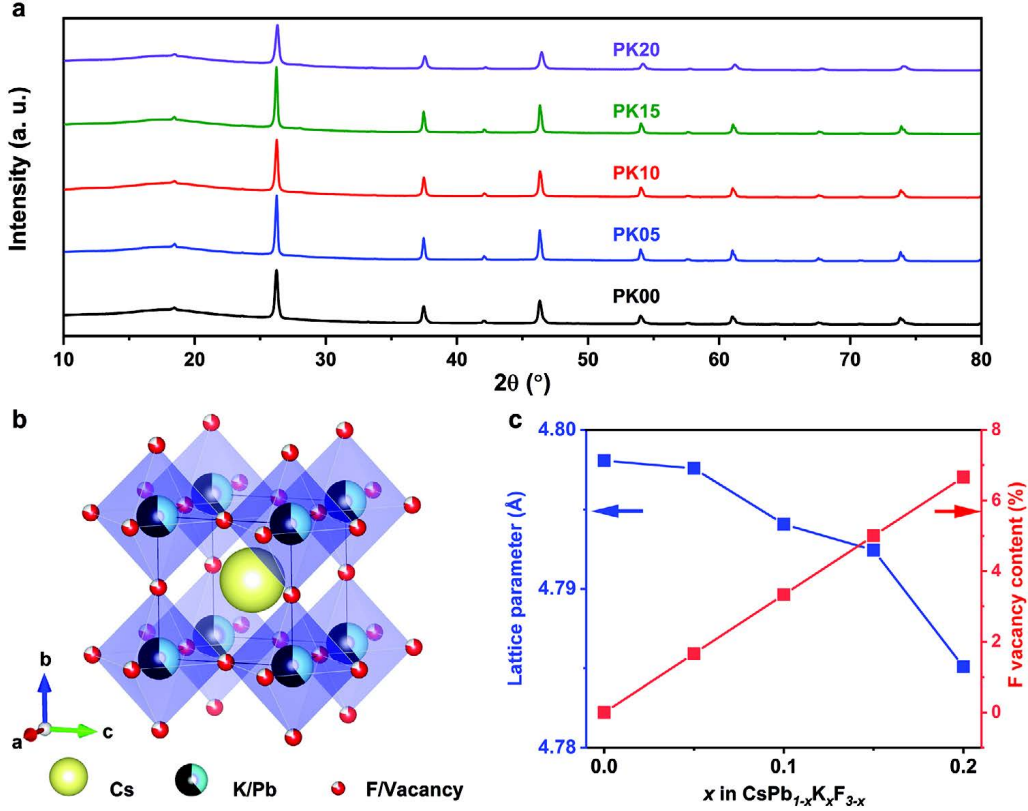 a
Intensity (a. u.)
PK20
PK15
PK10
PK05
PK00
10 20 30 40 50 60 70 80
2θ (°)
b
b
a
c
Cs
K/Pb
F/Vacancy
c
Lattice parameter (Å)
4.80
4.79
4.78
8
6
4
2
0
F vacancy content (%)
0.0 0.1 0.2
x in CsPb1-xKxF3-x